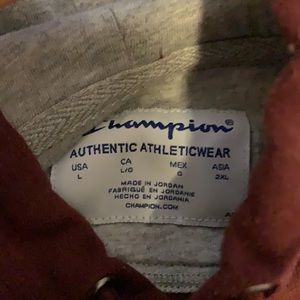 Champion®
AUTHENTIC ATHLETICWEAR
USA CA MEX ASIA
L L/G G 2XL
MADE IN JORDAN
FABRIQUÉ EN JORDANIE
HECHO EN JORDANIA
CHAMPION.COM